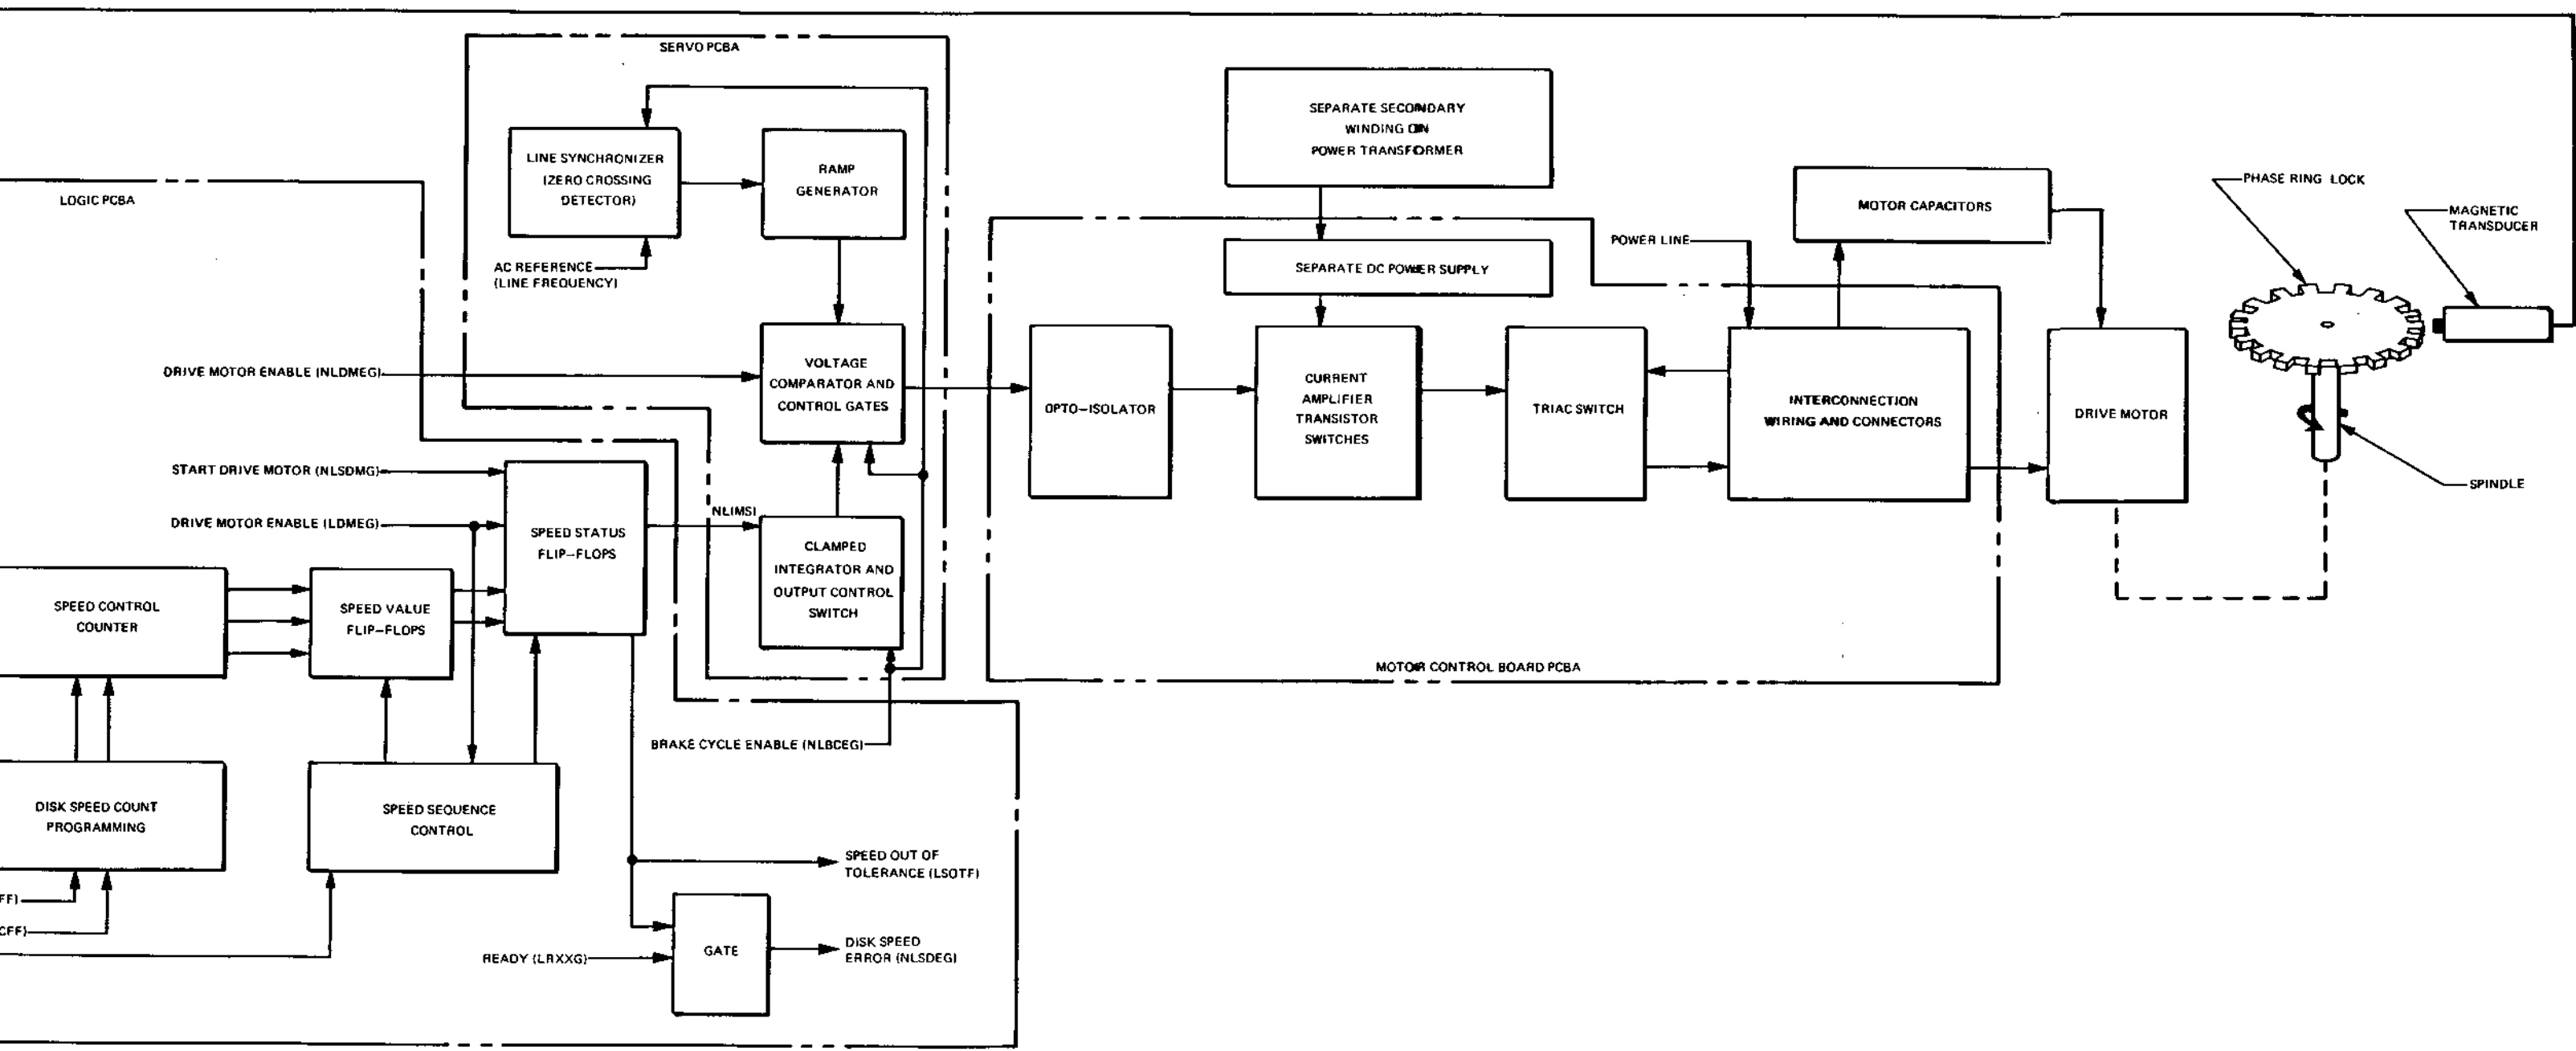 SERVO PCBA
LOGIC PCBA
LINE SYNCHRONIZER
(ZERO CROSSING
DETECTOR)
RAMP
GENERATOR
AC REFERENCE
(LINE FREQUENCY)
DRIVE MOTOR ENABLE (NLDMEG)
VOLTAGE
COMPARATOR AND
CONTROL GATES
START DRIVE MOTOR (NLSDMG)
DRIVE MOTOR ENABLE (LDMEG)
SPEED STATUS
FLIP-FLOPS
NLIMSI
CLAMPED
INTEGRATOR AND
OUTPUT CONTROL
SWITCH
SPEED CONTROL
COUNTER
SPEED VALUE
FLIP-FLOPS
BRAKE CYCLE ENABLE (NLBCEG)
DISK SPEED COUNT
PROGRAMMING
SPEED SEQUENCE
CONTROL
FF)
CFF)
SPEED OUT OF
TOLERANCE (LSOTF)
READY (LRXXG)
GATE
DISK SPEED
ERROR (NLSDEG)
SEPARATE SECONDARY
WINDING ON
POWER TRANSFORMER
SEPARATE DC POWER SUPPLY
OPTO-ISOLATOR
CURRENT
AMPLIFIER
TRANSISTOR
SWITCHES
TRIAC SWITCH
POWER LINE
INTERCONNECTION
WIRING AND CONNECTORS
MOTOR CAPACITORS
DRIVE MOTOR
MOTOR CONTROL BOARD PCBA
PHASE RING LOCK
MAGNETIC
TRANSDUCER
SPINDLE